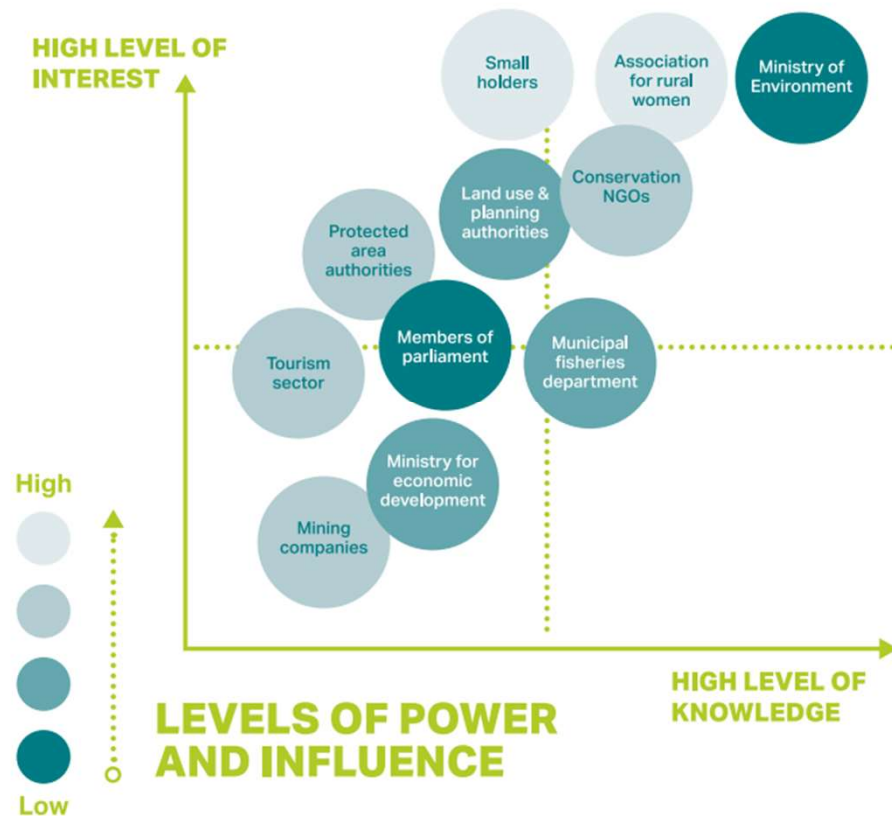 HIGH LEVEL OF
INTEREST
Small
holders
Association
for rural
women
Ministry of
Environment
Land use &
planning
authorities
Conservation
NGOs
Protected
area
authorities
Members of
parliament
Municipal
fisheries
department
Tourism
sector
Ministry for
economic
development
Mining
companies
High
Low
HIGH LEVEL OF
KNOWLEDGE
LEVELS OF POWER
AND INFLUENCE